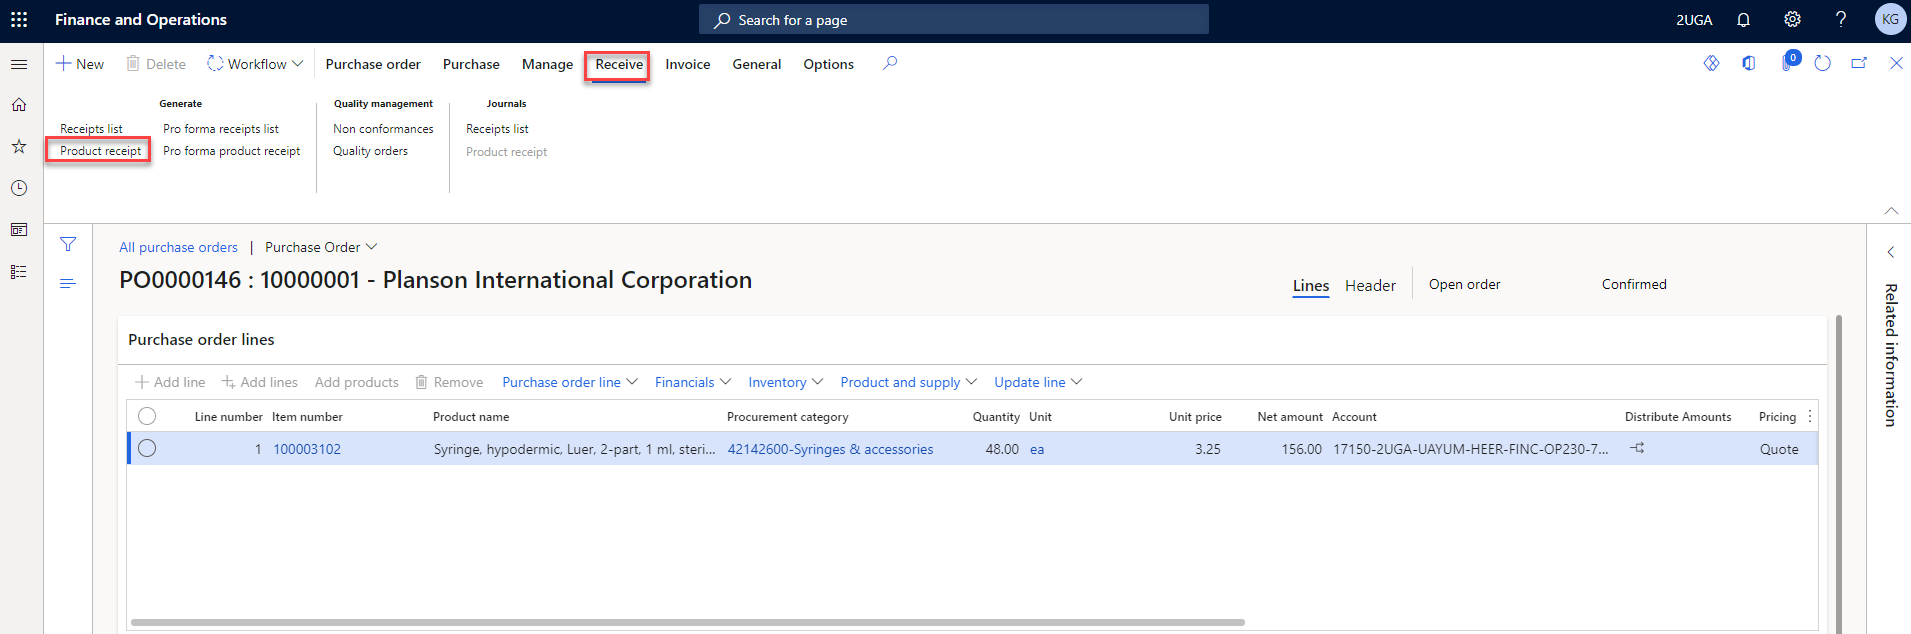 Finance and Operations
Search for a page
2UGA
?
KG
New
Delete
Workflow
Purchase order
Purchase
Manage
Receive
Invoice
General
Options
0
Generate
Quality management
Journals
Receipts list
Pro forma receipts list
Non conformances
Receipts list
Product receipt
Pro forma product receipt
Quality orders
Product receipt
All purchase orders | Purchase Order
PO0000146 : 10000001 - Planson International Corporation
Lines
Header
Open order
Confirmed
Related information
Purchase order lines
Add line
Add lines
Add products
Remove
Purchase order line
Financials
Inventory
Product and supply
Update line
Line number Item number Product name Procurement category Quantity Unit Unit price Net amount Account Distribute Amounts Pricing
1 100003102 Syringe, hypodermic, Luer, 2-part, 1 ml, steri... 42142600-Syringes & accessories 48.00 ea 3.25 156.00 17150-2UGA-UAYUM-HEER-FINC-OP230-7... Quote